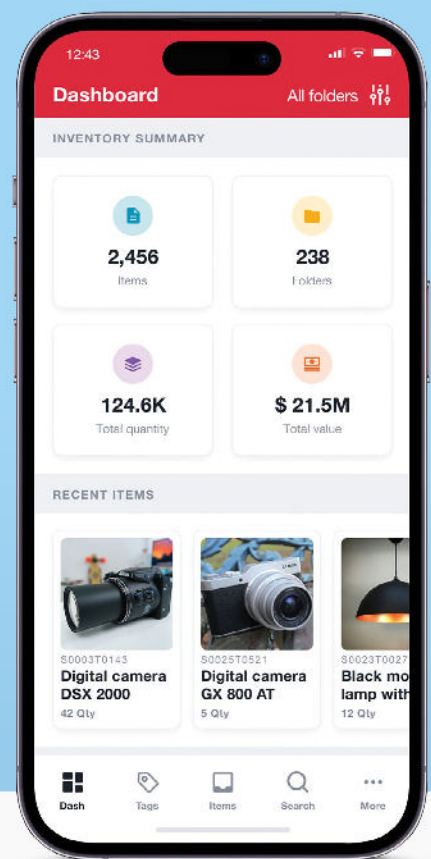 12:43
Dashboard
All folders
INVENTORY SUMMARY
2,456
Items
238
Folders
124.6K
Total quantity
$ 21.5M
Total value
RECENT ITEMS
S0003T0143
Digital camera
DSX 2000
42 Qty
S0025T0521
Digital camera
GX 800 AT
5 Qty
S0023T0027
Black mo
lamp with
12 Qty
Dash
Tags
Items
Search
More